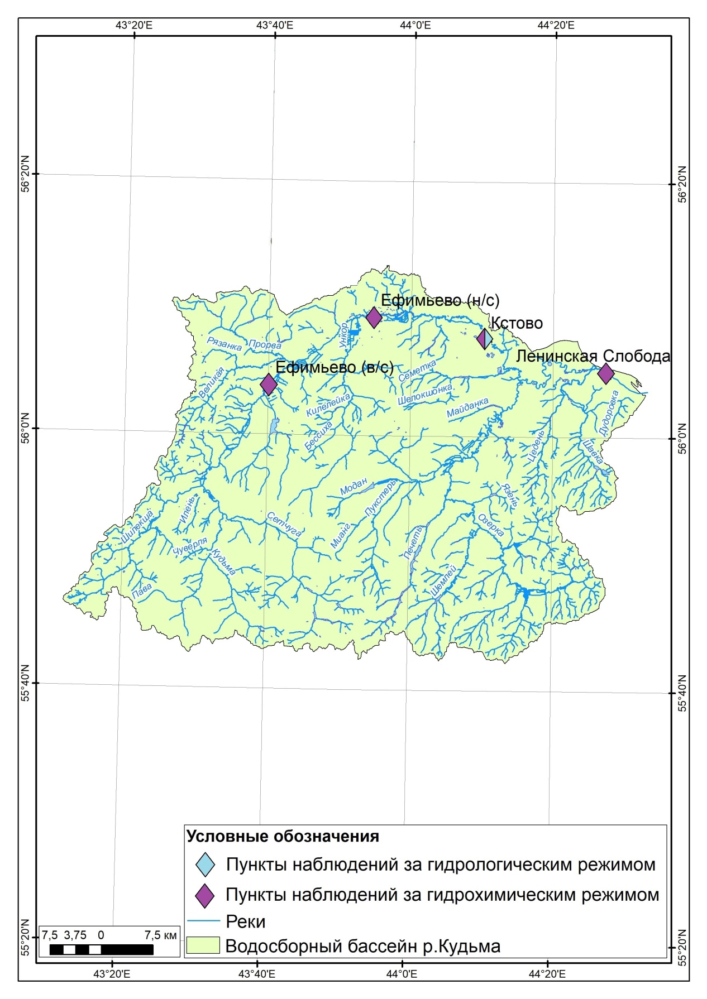 43°20'E 43°40'E 44°0'E 44°20'E
56°20'N
56°20'N
Ефимьево (н/с)
Кстово
Ункор
Рязанка
Прорва
Ленинская Слобода
Ефимьево (в/с)
Семетка
Великая
Шелокшонка
Килелейка
Майданка
Дудоровка
56°0'N
56°0'N
Бессиха
Цедень
Шавка
Модан
Пукстерь
Язень
Илень
Шилекша
Сетчуга
Озерка
Мианг
Печеть
Чуверля
Кудьма
Шемлей
Пава
55°40'N
55°40'N
Условные обозначения
Пункты наблюдений за гидрологическим режимом
Пункты наблюдений за гидрохимическим режимом
Реки
Водосборный бассейн р.Кудьма
7,5 3,75 0 7,5 км
55°20'N
55°20'N
43°20'E 43°40'E 44°0'E 44°20'E